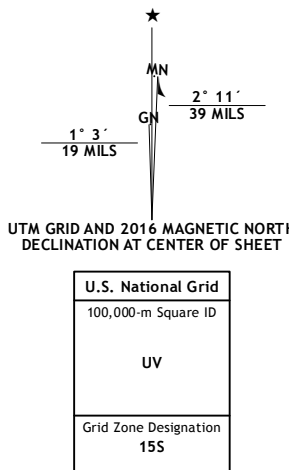 MN
GN
2° 11´
39 MILS
1° 3´
19 MILS
UTM GRID AND 2016 MAGNETIC NORTH
DECLINATION AT CENTER OF SHEET
U.S. National Grid
100,000-m Square ID
UV
Grid Zone Designation
15S